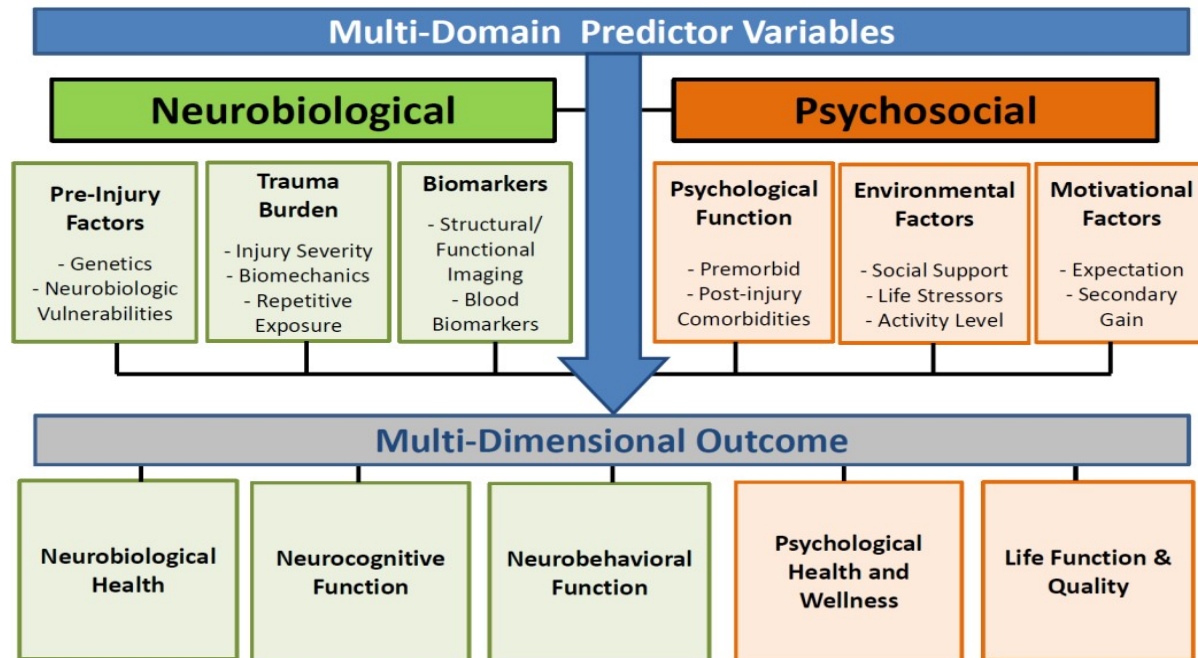 Multi-Domain Predictor Variables
Neurobiological
Psychosocial
Pre-Injury
Factors
- Genetics
- Neurobiologic
Vulnerabilities
Trauma
Burden
- Injury Severity
- Biomechanics
- Repetitive
Exposure
Biomarkers
- Structural/
Functional
Imaging
- Blood
Biomarkers
Psychological
Function
- Premorbid
- Post-injury
Comorbidities
Environmental
Factors
- Social Support
- Life Stressors
- Activity Level
Motivational
Factors
- Expectation
- Secondary
Gain
Multi-Dimensional Outcome
Neurobiological
Health
Neurocognitive
Function
Neurobehavioral
Function
Psychological
Health and
Wellness
Life Function &
Quality